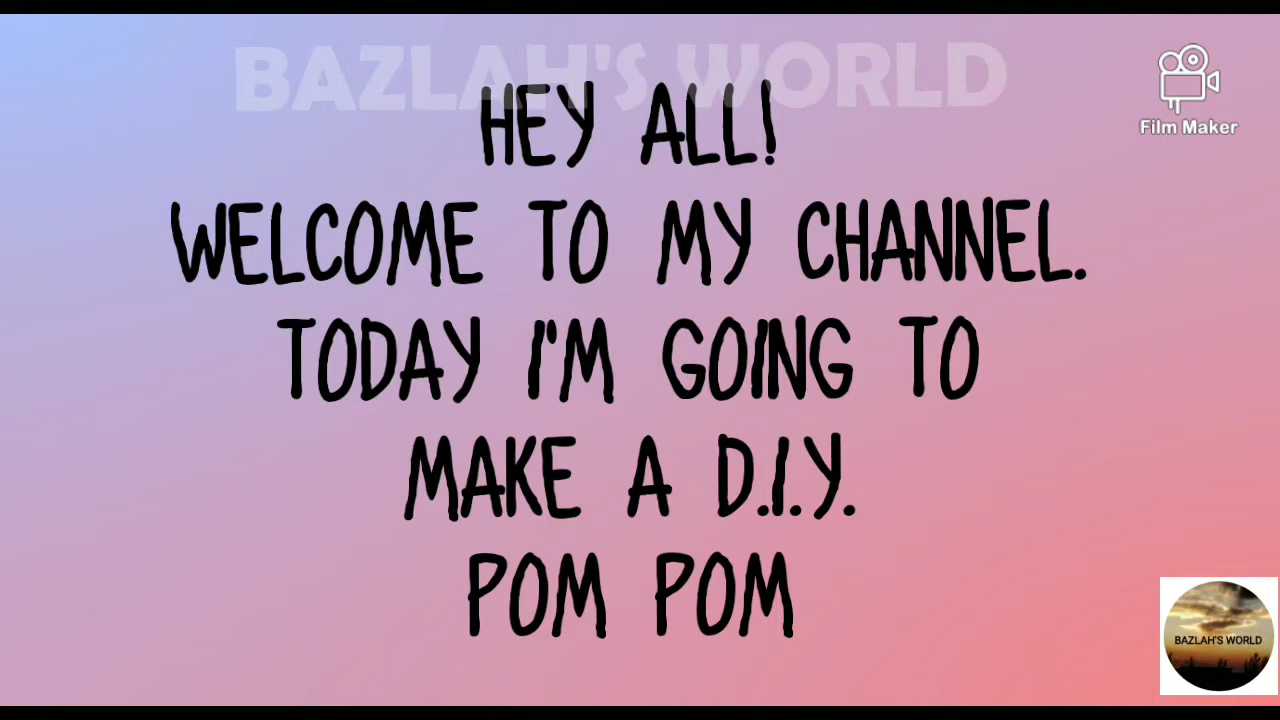 BAZLAH'S WORLD
HEY ALL!
WELCOME TO MY CHANNEL.
TODAY I'M GOING TO
MAKE A D.I.Y.
POM POM
Film Maker
BAZLAH'S WORLD